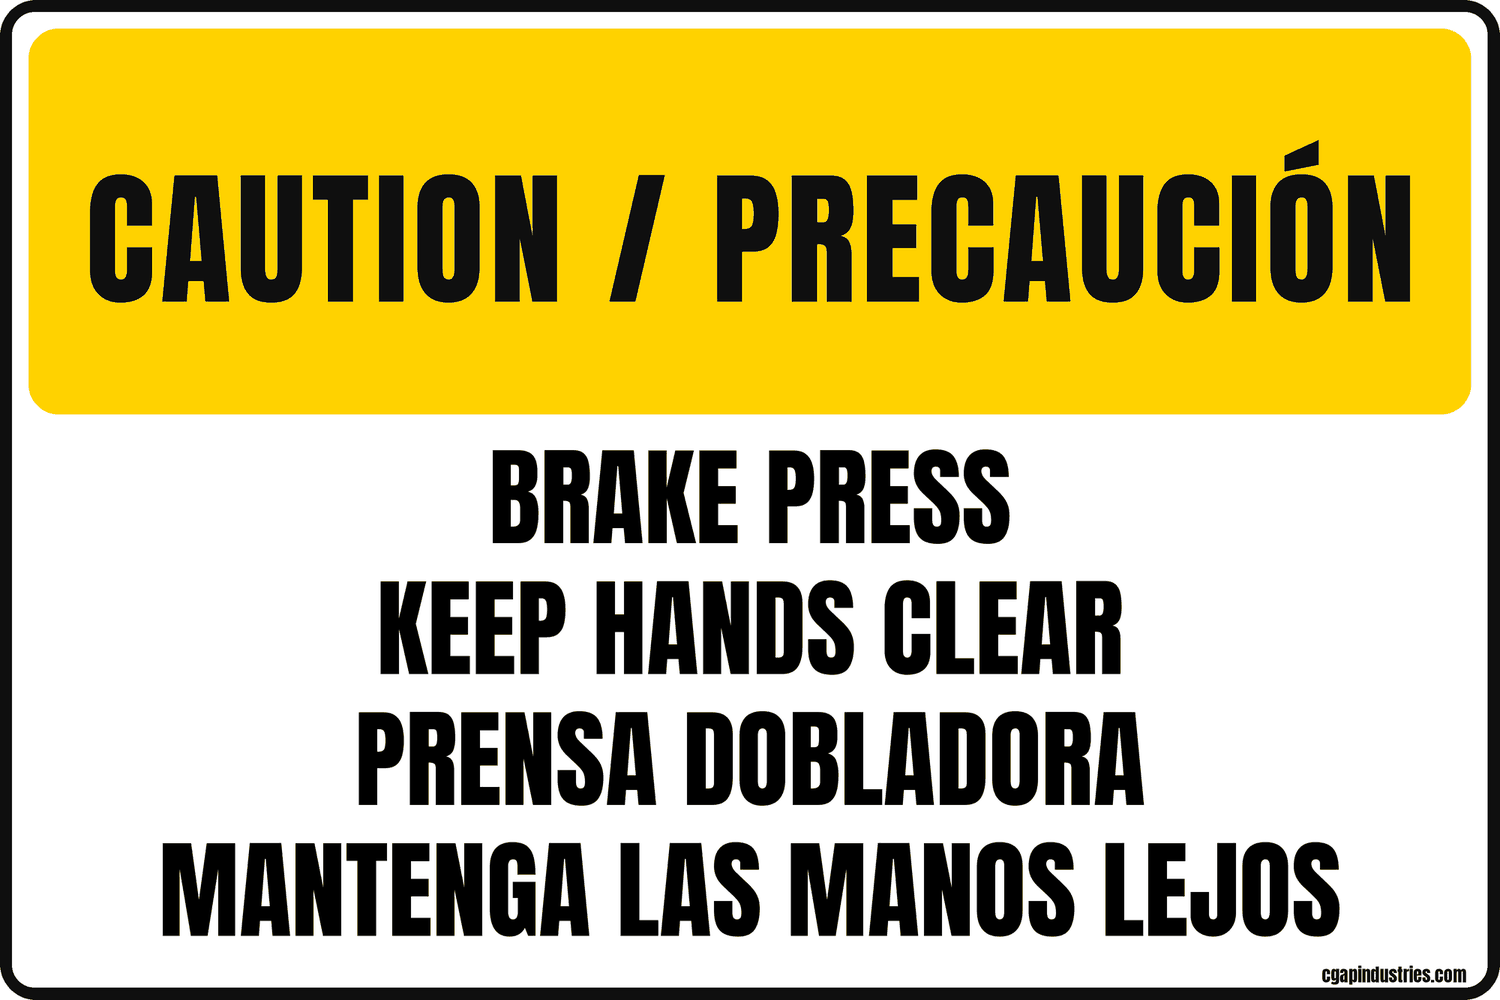 CAUTION / PRECAUCIÓN
BRAKE PRESS
KEEP HANDS CLEAR
PRENSA DOBLADORA
MANTENGA LAS MANOS LEJOS
cgapindustries.com